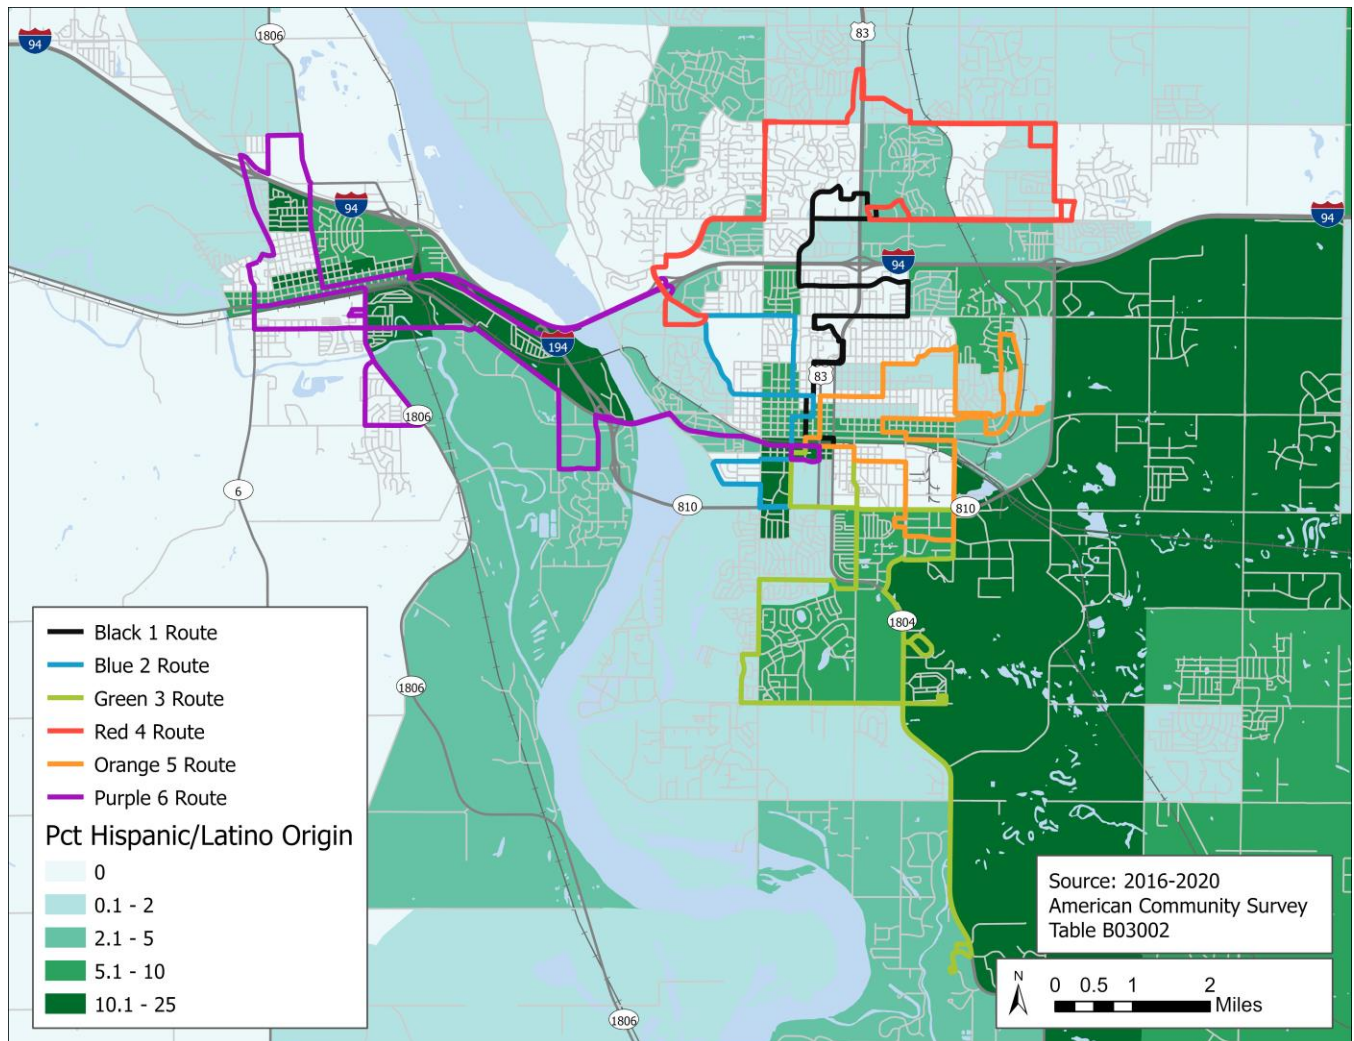 1806
94
83
94
94
94
194
83
1806
6
810
810
1804
1806
1806
Black 1 Route
Blue 2 Route
Green 3 Route
Red 4 Route
Orange 5 Route
Purple 6 Route
Pct Hispanic/Latino Origin
0
0.1 - 2
2.1 - 5
5.1 - 10
10.1 - 25
Source: 2016-2020
American Community Survey
Table B03002
N
0 0.5 1 2
Miles